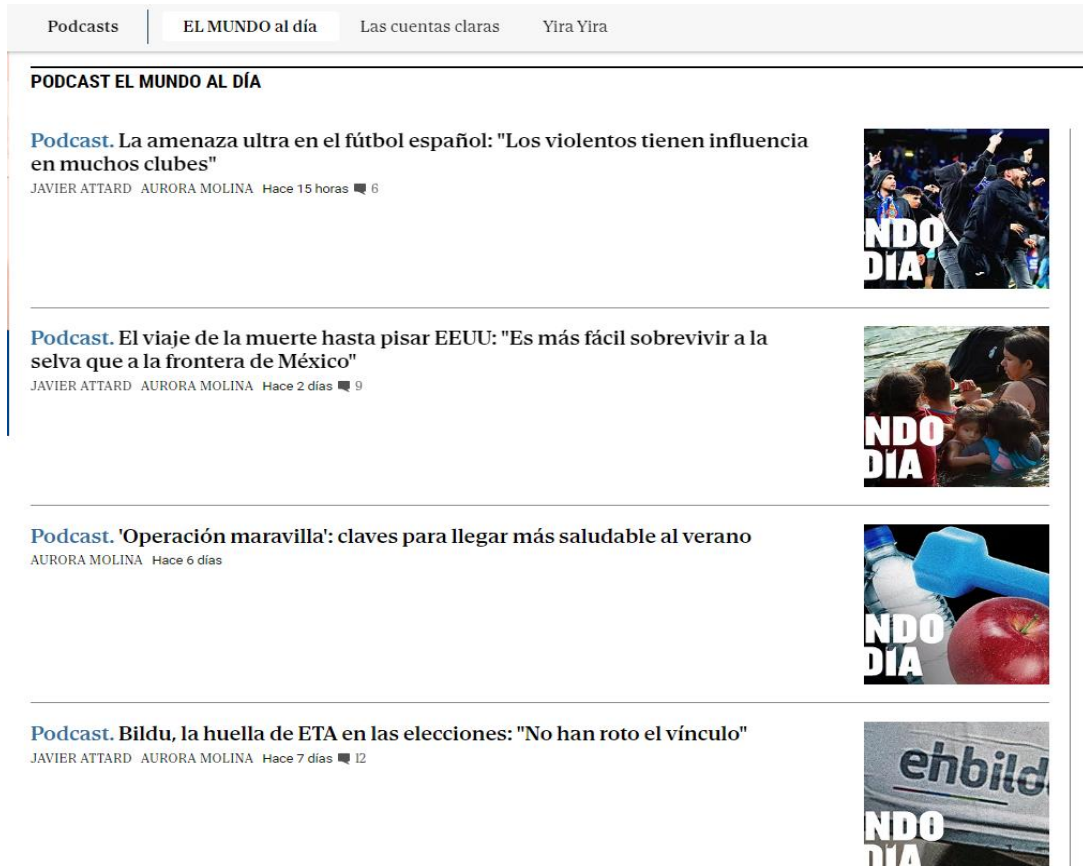 Podcasts EL MUNDO al día Las cuentas claras Yira Yira
PODCAST EL MUNDO AL DÍA
Podcast. La amenaza ultra en el fútbol español: "Los violentos tienen influencia
en muchos clubes"
JAVIER ATTARD AURORA MOLINA Hace 15 horas 6
NDO
DÍA
Podcast. El viaje de la muerte hasta pisar EEUU: "Es más fácil sobrevivir a la
selva que a la frontera de México"
JAVIER ATTARD AURORA MOLINA Hace 2 días 9
NDO
DÍA
Podcast. 'Operación maravilla': claves para llegar más saludable al verano
AURORA MOLINA Hace 6 días
NDO
DÍA
Podcast. Bildu, la huella de ETA en las elecciones: "No han roto el vínculo"
JAVIER ATTARD AURORA MOLINA Hace 7 días 12
ehbild
NDO
DÍA